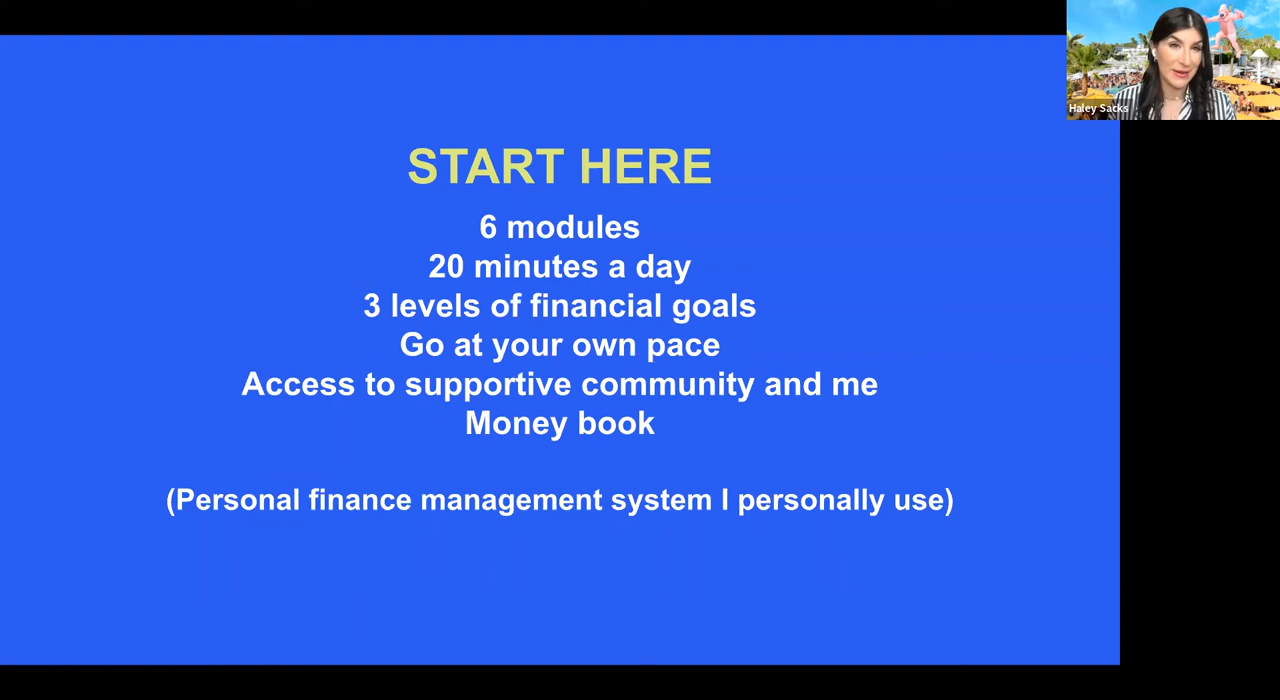 Haley Sacks
START HERE
6 modules
20 minutes a day
3 levels of financial goals
Go at your own pace
Access to supportive community and me
Money book
(Personal finance management system I personally use)